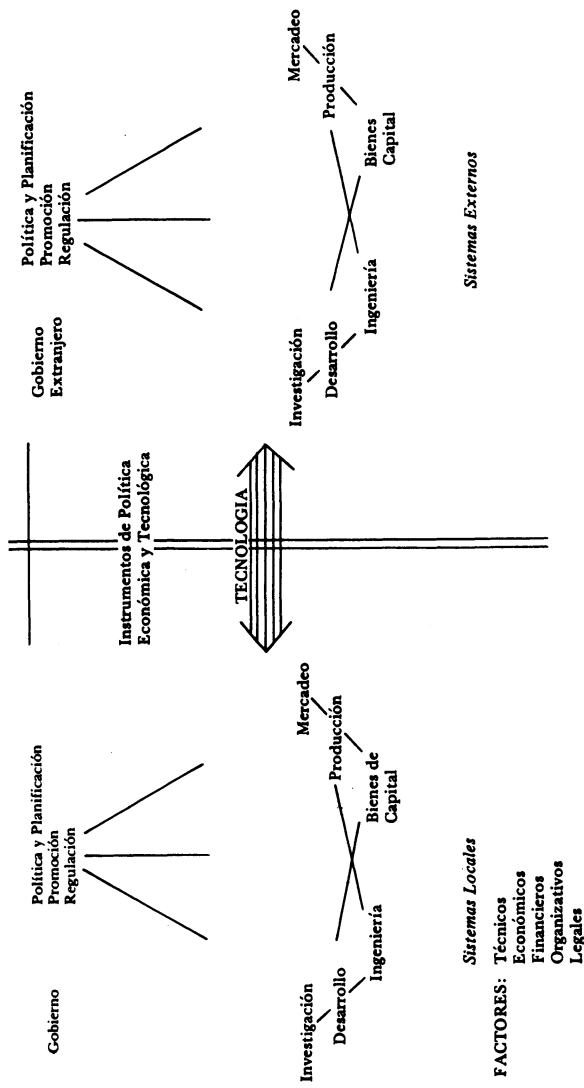 Gobierno
Política y Planificación
Promoción
Regulación
Instrumentos de Política
Económica y Tecnológica
Gobierno
Extranjero
Política y Planificación
Promoción
Regulación
TECNOLOGIA
Investigación
Desarrollo
Ingeniería
Mercadeo
Producción
Bienes de
Capital
Investigación
Desarrollo
Ingeniería
Mercadeo
Producción
Bienes
Capital
Sistemas Locales
FACTORES: Técnicos
Económicos
Financieros
Organizativos
Legales
Sistemas Externos